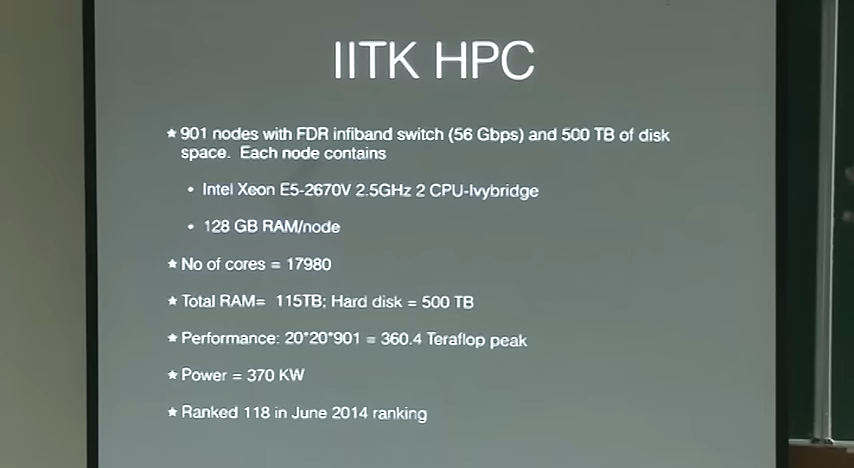 IITK HPC
★ 901 nodes with FDR infiband switch (56 Gbps) and 500 TB of disk
space. Each node contains
• Intel Xeon E5-2670V 2.5GHz 2 CPU-Ivybridge
• 128 GB RAM/node
★ No of cores = 17980
★ Total RAM= 115TB; Hard disk = 500 TB
★ Performance: 20*20*901 = 360.4 Teraflop peak
★ Power = 370 KW
★ Ranked 118 in June 2014 ranking